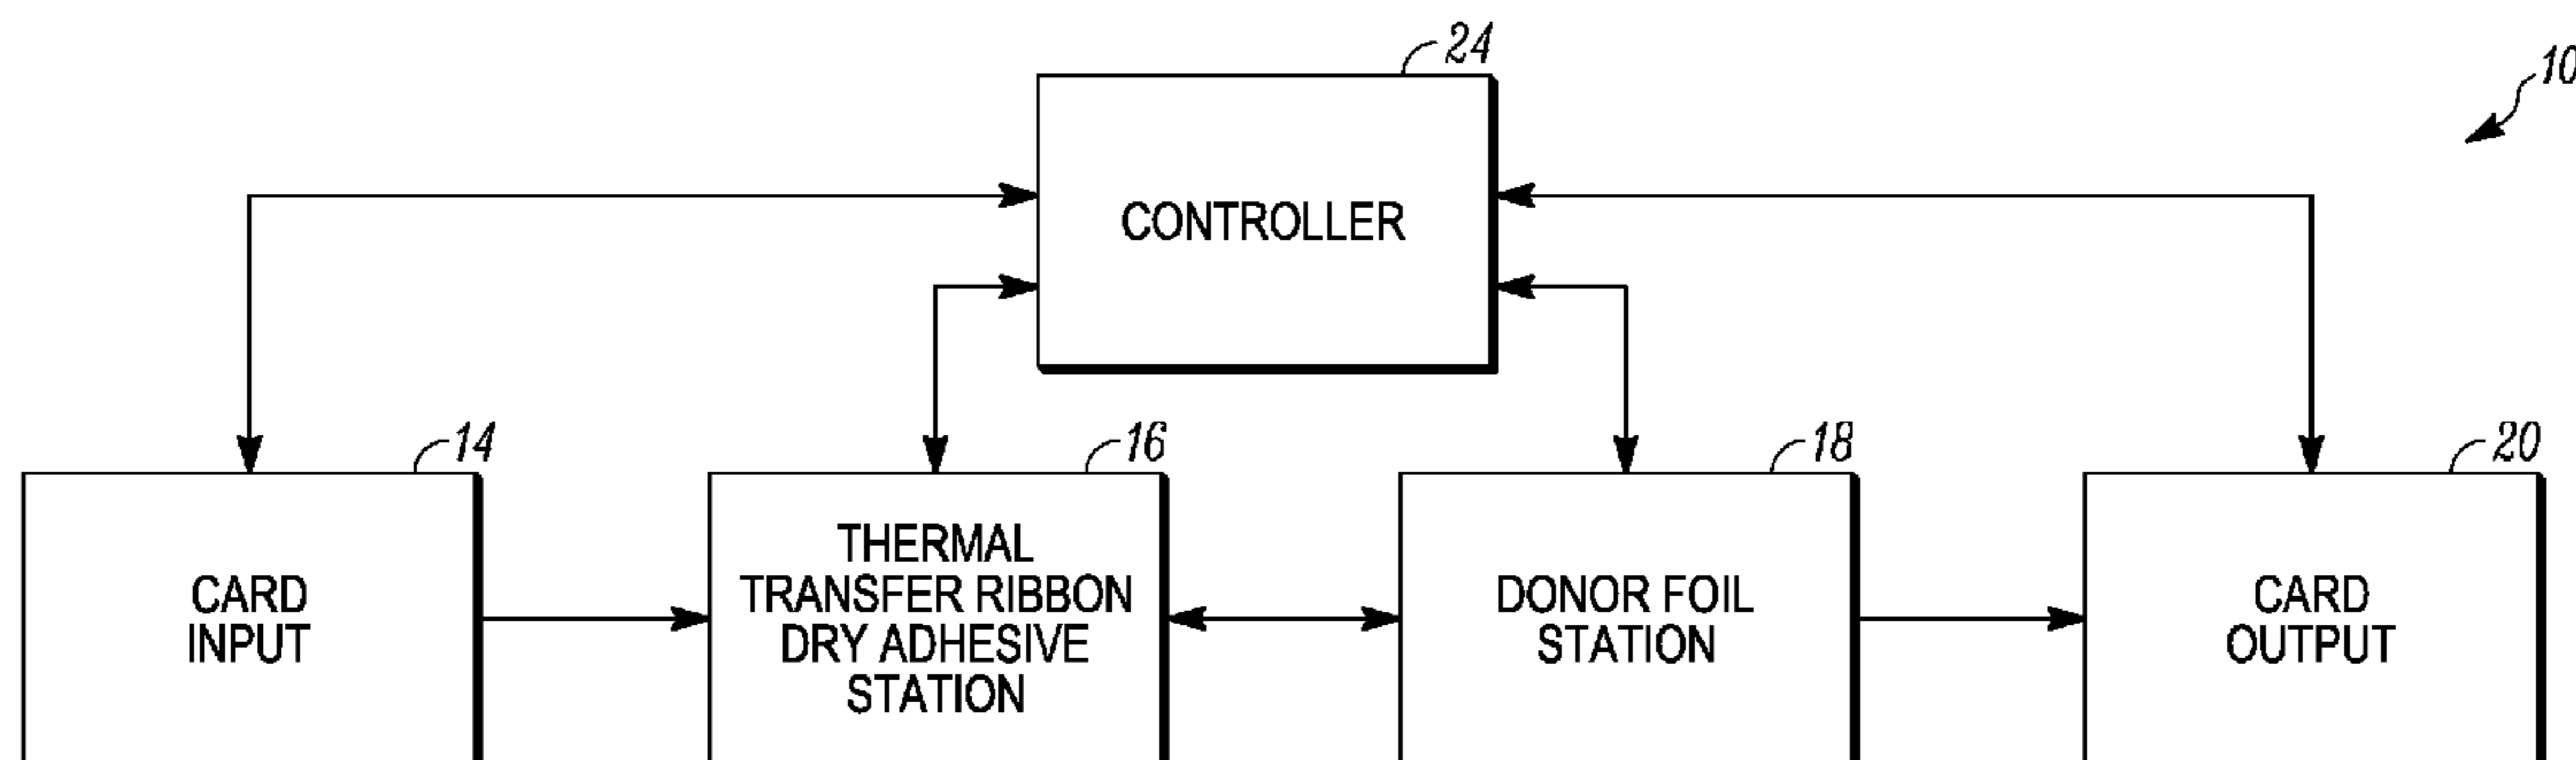 24
10
CONTROLLER
14
16
18
20
CARD
INPUT
THERMAL
TRANSFER RIBBON
DRY ADHESIVE
STATION
DONOR FOIL
STATION
CARD
OUTPUT